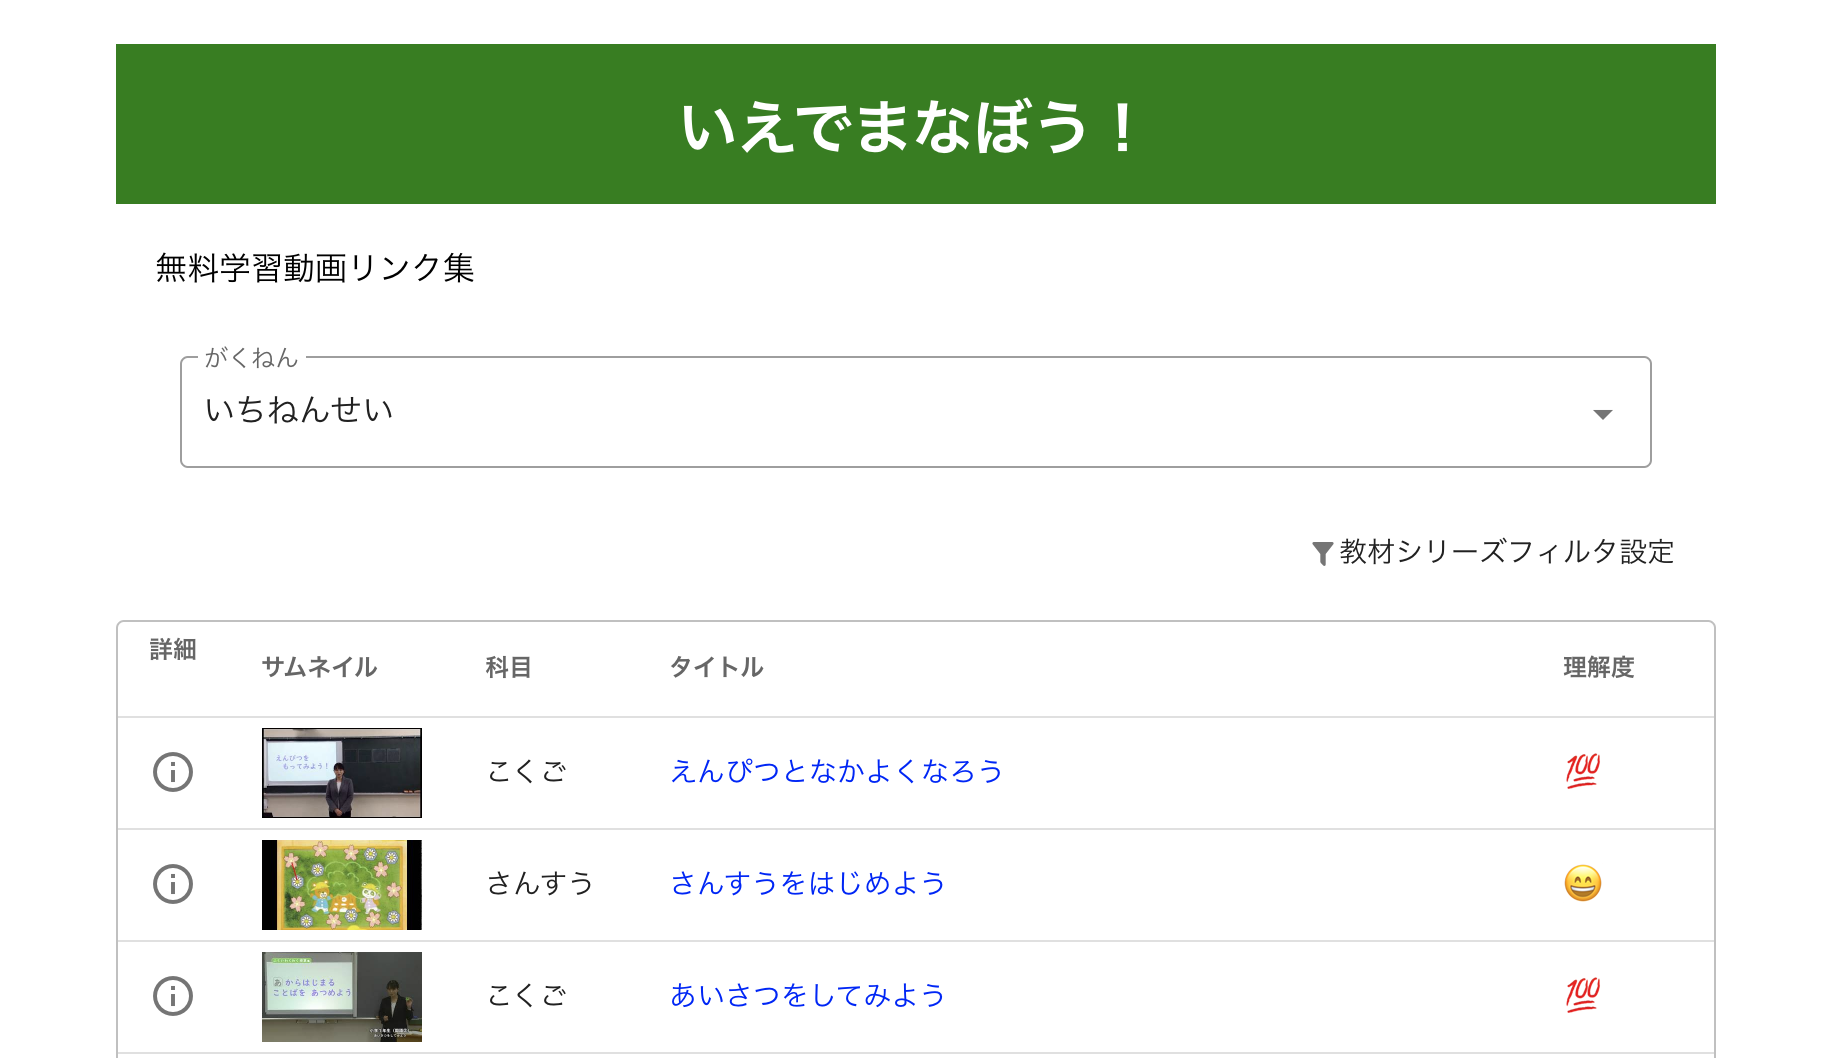 いえでまなぼう！
無料学習動画リンク集
がくねん
いちねんせい
教材シリーズフィルタ設定
詳細 サムネイル 科目 タイトル 理解度
えんぴつを
もってみよう！
こくご えんぴつとなかよくなろう 💯
さんすう さんすうをはじめよう 😄
あからはじまる
ことばを あつめよう
こくご あいさつをしてみよう 💯